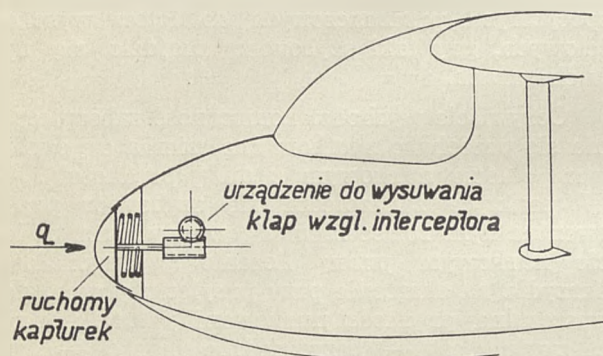 urządzenie do wysuwania
klap wzgl. interceptora
q
ruchomy
kapturek